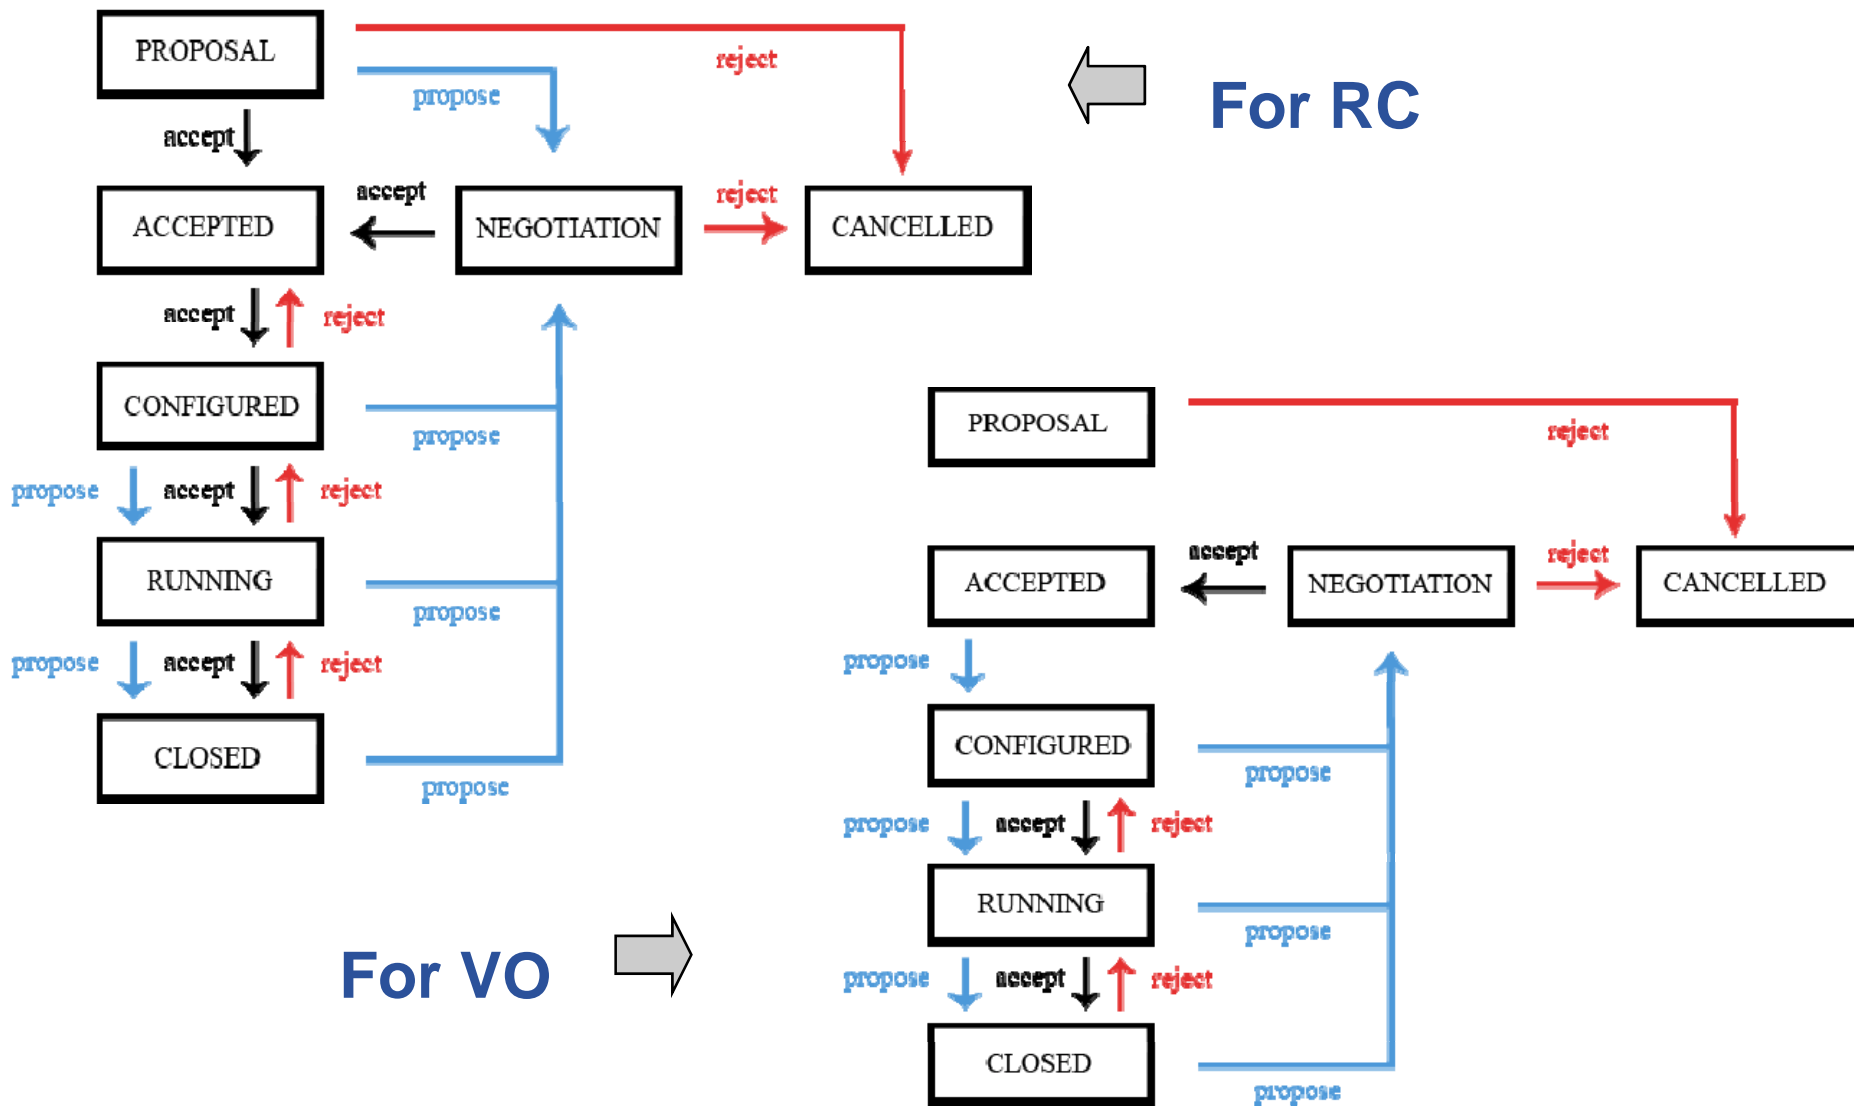 PROPOSAL
reject
propose
For RC
accept
accept
reject
ACCEPTED
NEGOTIATION
CANCELLED
accept
reject
CONFIGURED
propose
propose
accept
reject
RUNNING
propose
propose
accept
reject
CLOSED
propose
PROPOSAL
reject
accept
reject
ACCEPTED
NEGOTIATION
CANCELLED
propose
CONFIGURED
propose
propose
accept
reject
RUNNING
propose
For VO
propose
accept
reject
CLOSED
propose